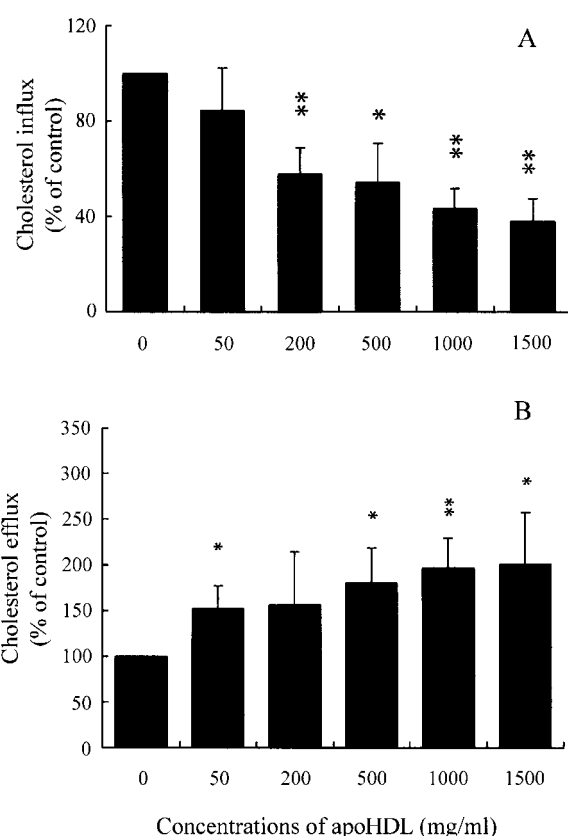 A
Cholesterol influx
(% of control)
120
80
40
0
**
*
**
**
0 50 200 500 1000 1500
B
Cholesterol efflux
(% of control)
350
300
250
200
150
100
50
0
*
*
**
*
0 50 200 500 1000 1500
Concentrations of apoHDL (mg/ml)